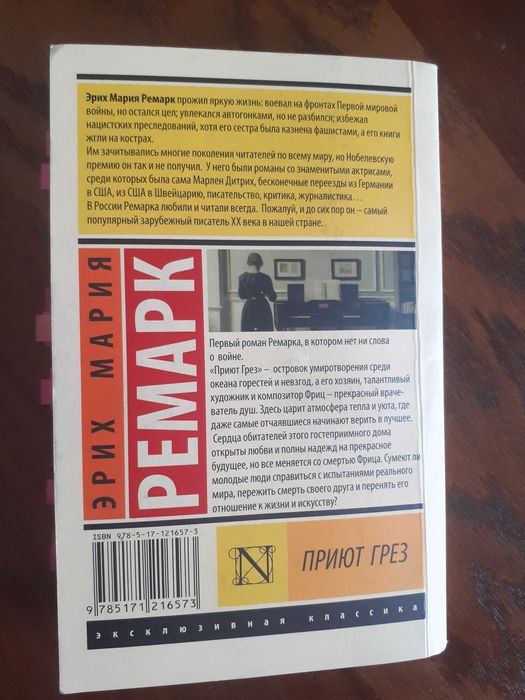 Эрих Мария Ремарк прожил яркую жизнь: воевал на фронтах Первой мировой
войны, но остался цел; увлекался автогонками, но не разбился; избежал
нацистских преследований, хотя его сестра была казнена фашистами, а его книги
жгли на кострах.
Им зачитывались многие поколения читателей по всему миру, но Нобелевскую
премию он так и не получил. У него были романы со знаменитыми актрисами,
среди которых была сама Марлен Дитрих, бесконечные переезды из Германии
в США, из США в Швейцарию, писательство, критика, журналистика…
В России Ремарка любили и читали всегда. Пожалуй, и до сих пор он – самый
популярный зарубежный писатель XX века в нашей стране.
ЭРИХ МАРИЯ
РЕМАРК
Первый роман Ремарка, в котором нет ни слова
о войне.
«Приют Грез» – островок умиротворения среди
океана горестей и невзгод, а его хозяин, талантливый
художник и композитор Фриц – прекрасный враче-
ватель душ. Здесь царит атмосфера тепла и уюта, где
даже самые отчаявшиеся начинают верить в лучшее.
Сердца обитателей этого гостеприимного дома
открыты любви и полны надежд на прекрасное
будущее, но все меняется со смертью Фрица. Сумеют ли
молодые люди справиться с испытаниями реального
мира, пережить смерть своего друга и перенять его
отношение к жизни и искусству?
ISBN 978-5-17-121657-3
9 785171 216573
N
ПРИЮТ ГРЕЗ
эксклюзивная классика